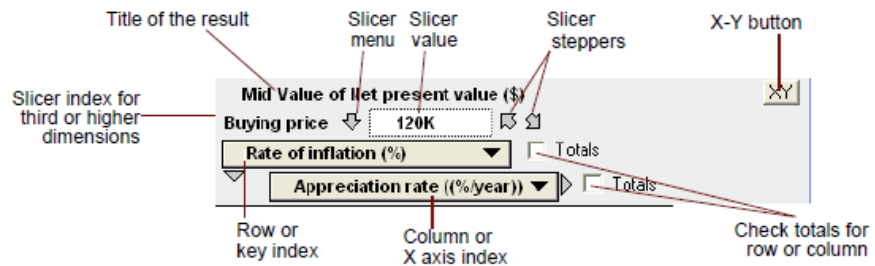 Title of the result
Slicer menu
Slicer value
Slicer steppers
X-Y button
Slicer index for third or higher dimensions
Mid Value of Net present value ($)
XY
Buying price
120K
Rate of inflation (%)
Totals
Appreciation rate ((%/year))
Totals
Row or key index
Column or X axis index
Check totals for row or column